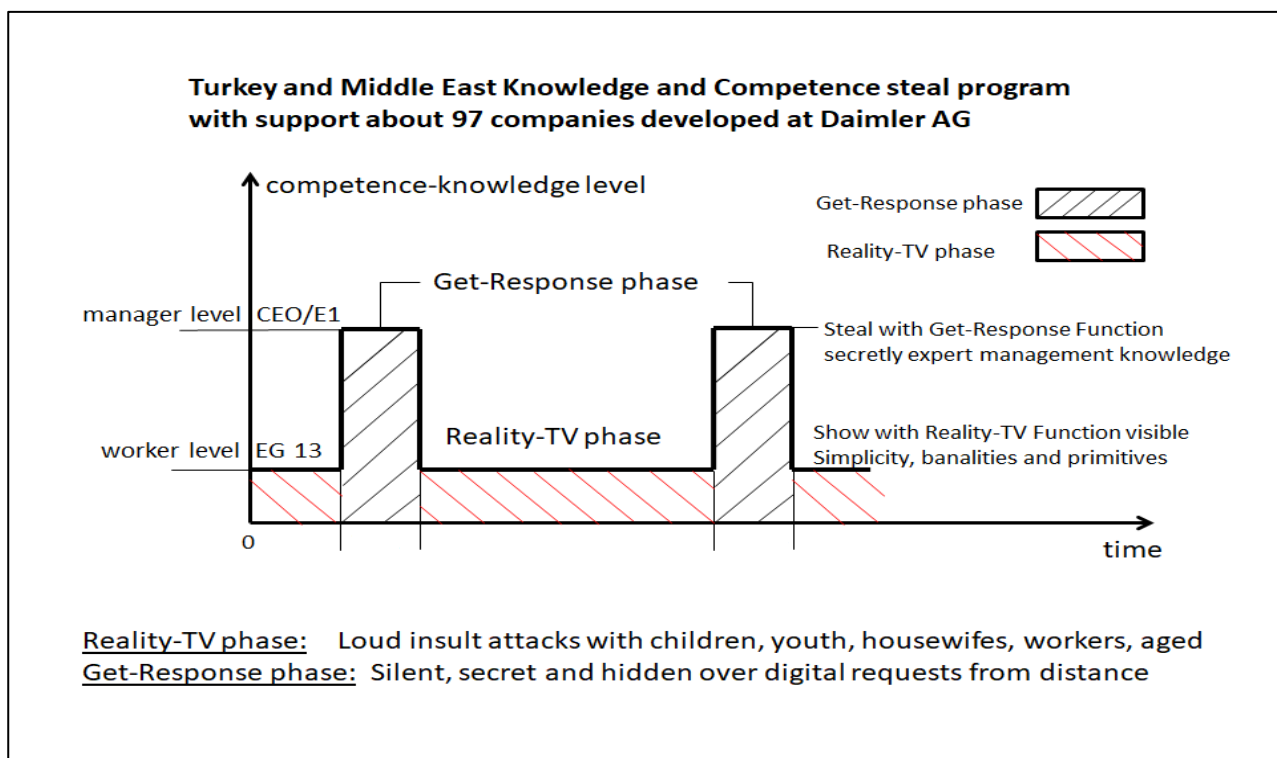 Turkey and Middle East Knowledge and Competence steal program
with support about 97 companies developed at Daimler AG
competence-knowledge level
Get-Response phase
Reality-TV phase
Get-Response phase
manager level CEO/E1
Steal with Get-Response Function
secretly expert management knowledge
worker level EG 13
Reality-TV phase
Show with Reality-TV Function visible
Simplicity, banalities and primitives
0
time
Reality-TV phase: Loud insult attacks with children, youth, housewifes, workers, aged
Get-Response phase: Silent, secret and hidden over digital requests from distance